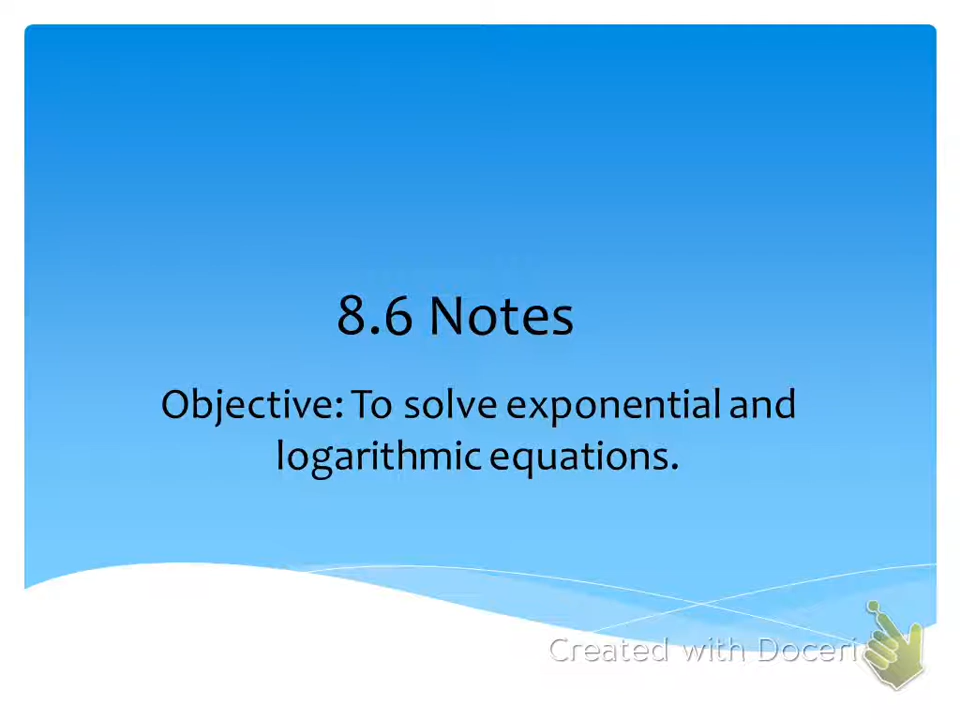 8.6 Notes
Objective: To solve exponential and
logarithmic equations.
Created with Doceri